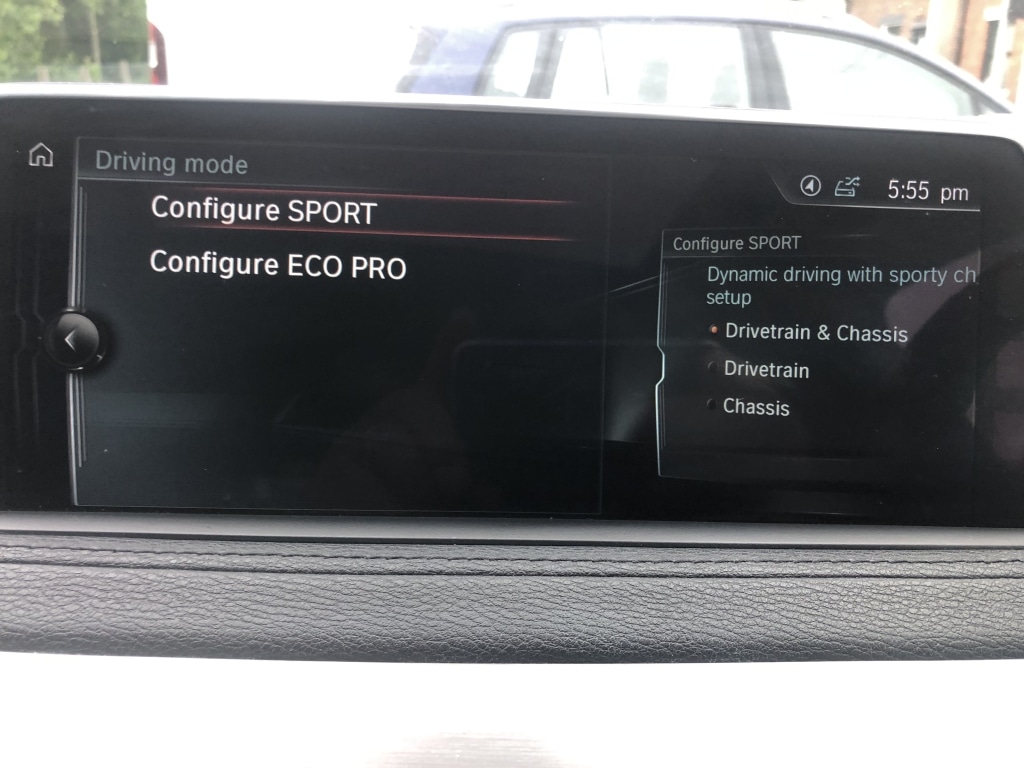 Driving mode
5:55 pm
Configure SPORT
Configure ECO PRO
Configure SPORT
Dynamic driving with sporty ch
setup
Drivetrain & Chassis
Drivetrain
Chassis